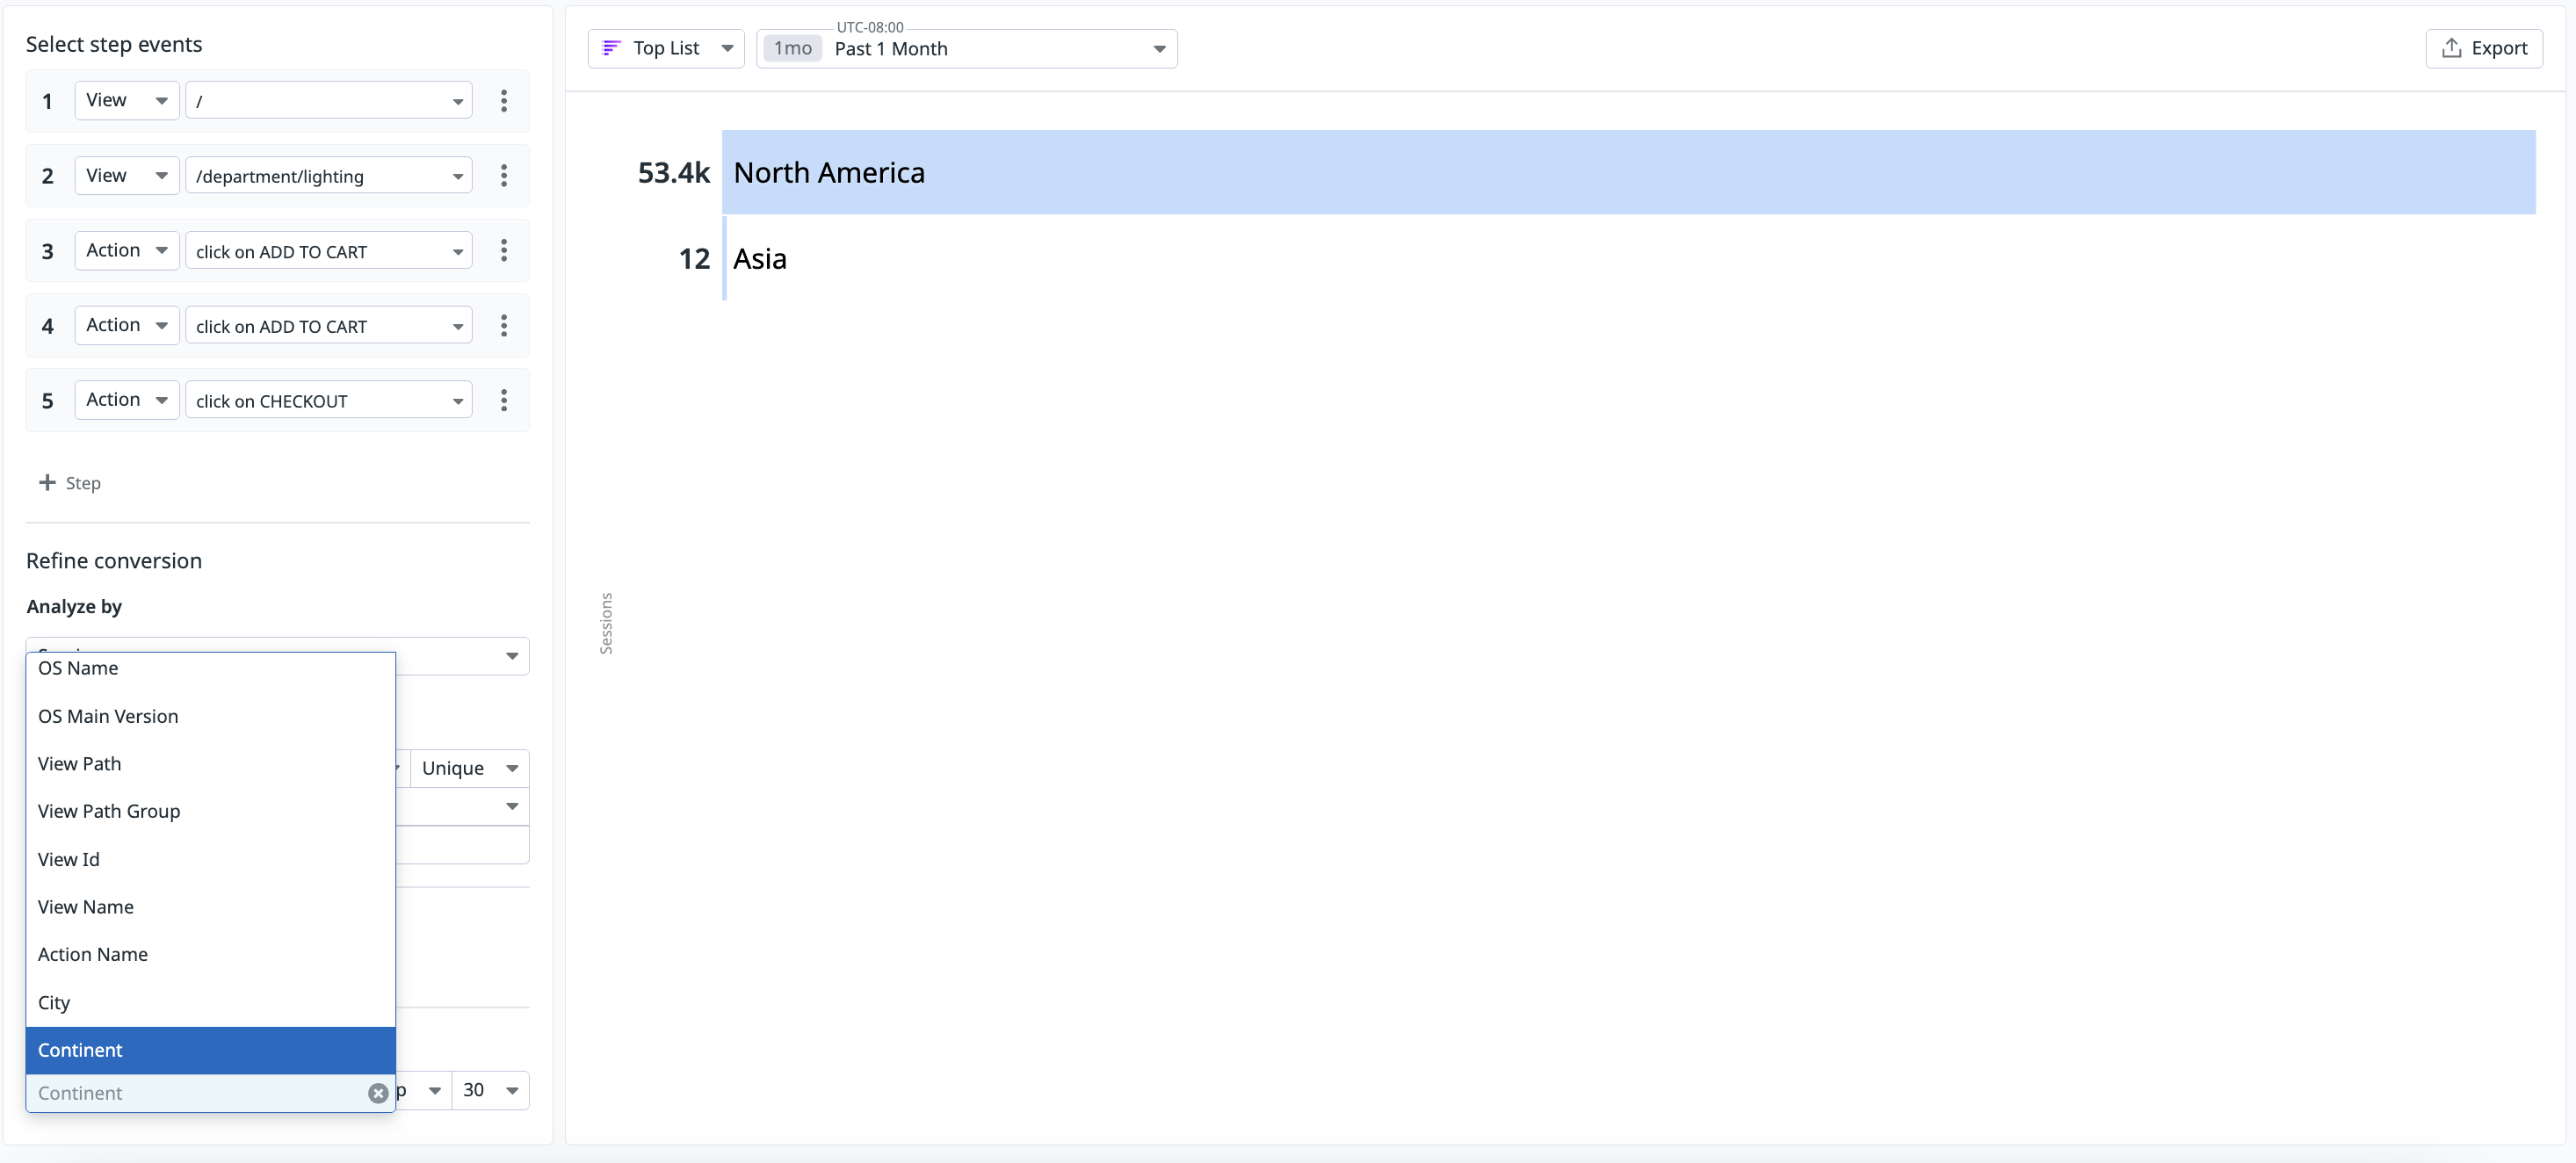 Select step events
1 View /
2 View /department/lighting
3 Action click on ADD TO CART
4 Action click on ADD TO CART
5 Action click on CHECKOUT
+ Step
Refine conversion
Analyze by
OS Name
OS Main Version
View Path
View Path Group
View Id
View Name
Action Name
City
Continent
Continent
Unique
p 30
Top List
UTC-08:00
1mo Past 1 Month
Export
53.4k North America
12 Asia
Sessions